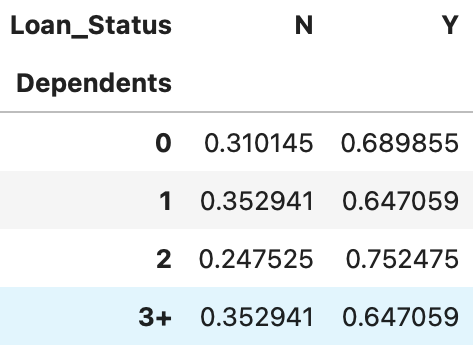 Loan_Status N Y
Dependents
0 0.310145 0.689855
1 0.352941 0.647059
2 0.247525 0.752475
3+ 0.352941 0.647059